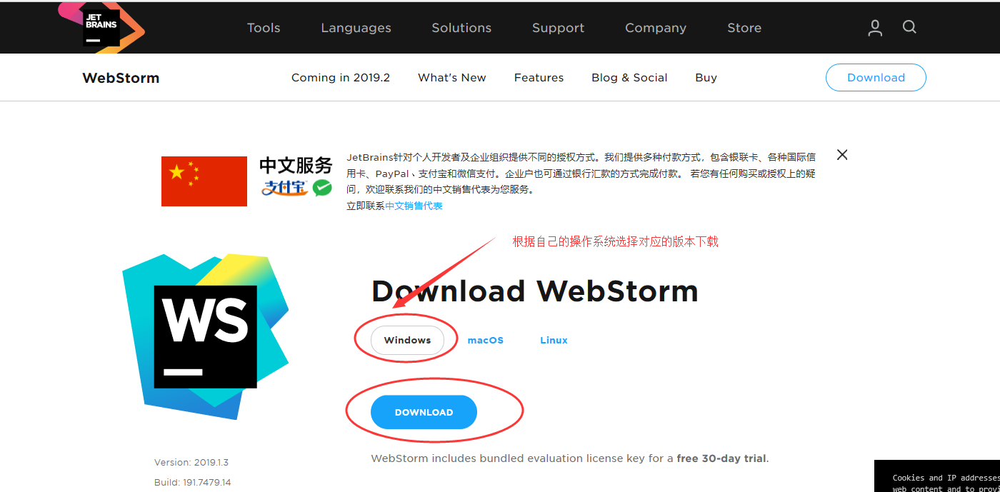 JET
BRAINS
Tools Languages Solutions Support Company Store
WebStorm Coming in 2019.2 What's New Features Blog & Social Buy Download
中文服务
支付宝
JetBrains针对个人开发者及企业组织提供不同的授权方式。我们提供多种付款方式，包含银联卡、各种国际信
用卡、PayPal、支付宝和微信支付。企业户也可通过银行汇款的方式完成付款。 若您有任何购买或授权上的疑
问，欢迎联系我们的中文销售代表为您服务。
立即联系中文销售代表
根据自己的操作系统选择对应的版本下载
WS
Download WebStorm
Windows macOS Linux
DOWNLOAD
WebStorm includes bundled evaluation license key for a free 30-day trial.
Version: 2019.1.3
Build: 191.7479.14
Cookies and IP addresses
web content and to provi